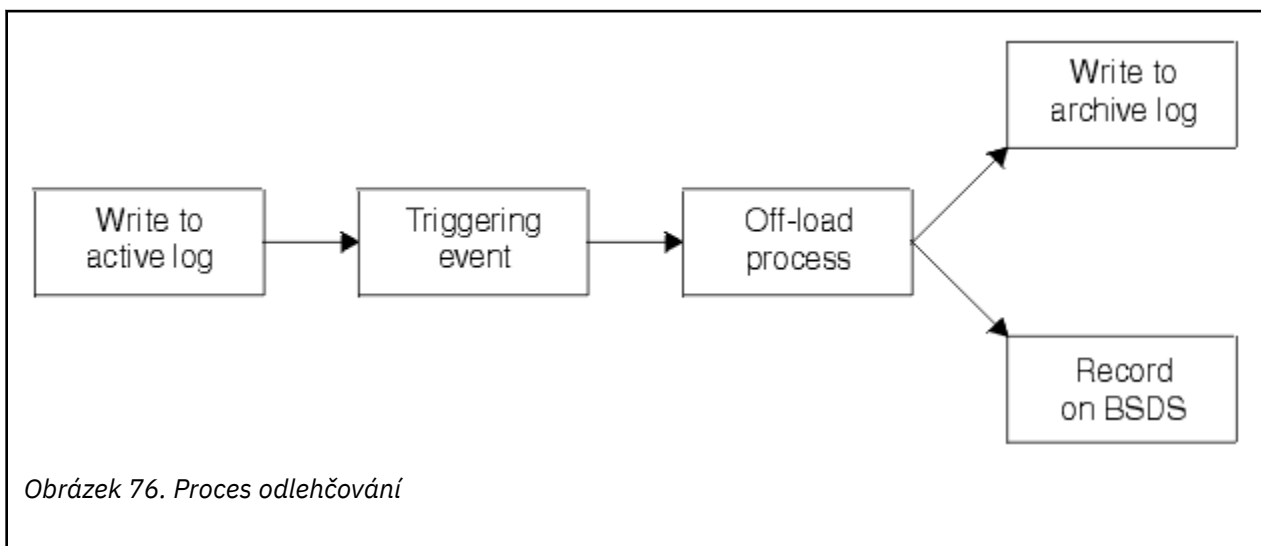 Write to
archive log
Write to
active log
Triggering
event
Off-load
process
Record
on BSDS
Obrázek 76. Proces odlehčování